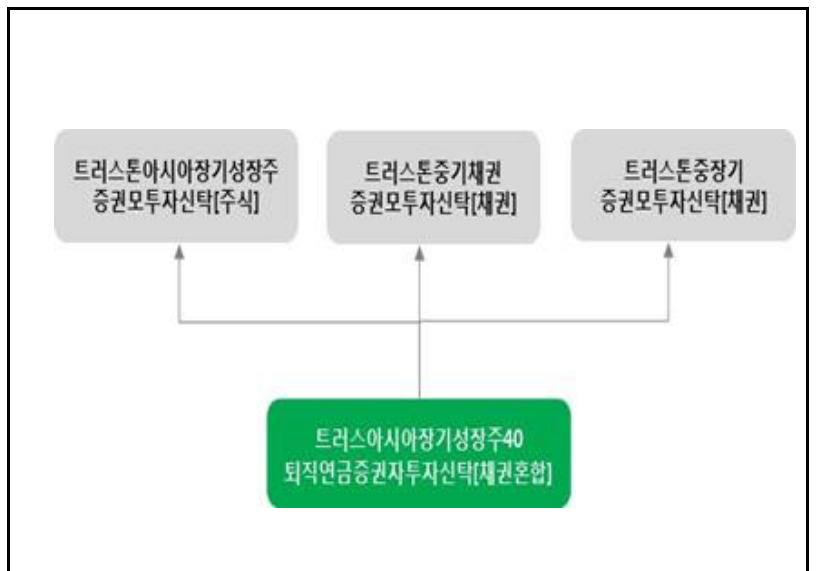 트러스톤아시아장기성장주
증권모투자신탁[주식]
트러스톤중기채권
증권모투자신탁[채권]
트러스톤중장기
증권모투자신탁[채권]
트러스아시아장기성장주40
퇴직연금증권자투자신탁[채권혼합]